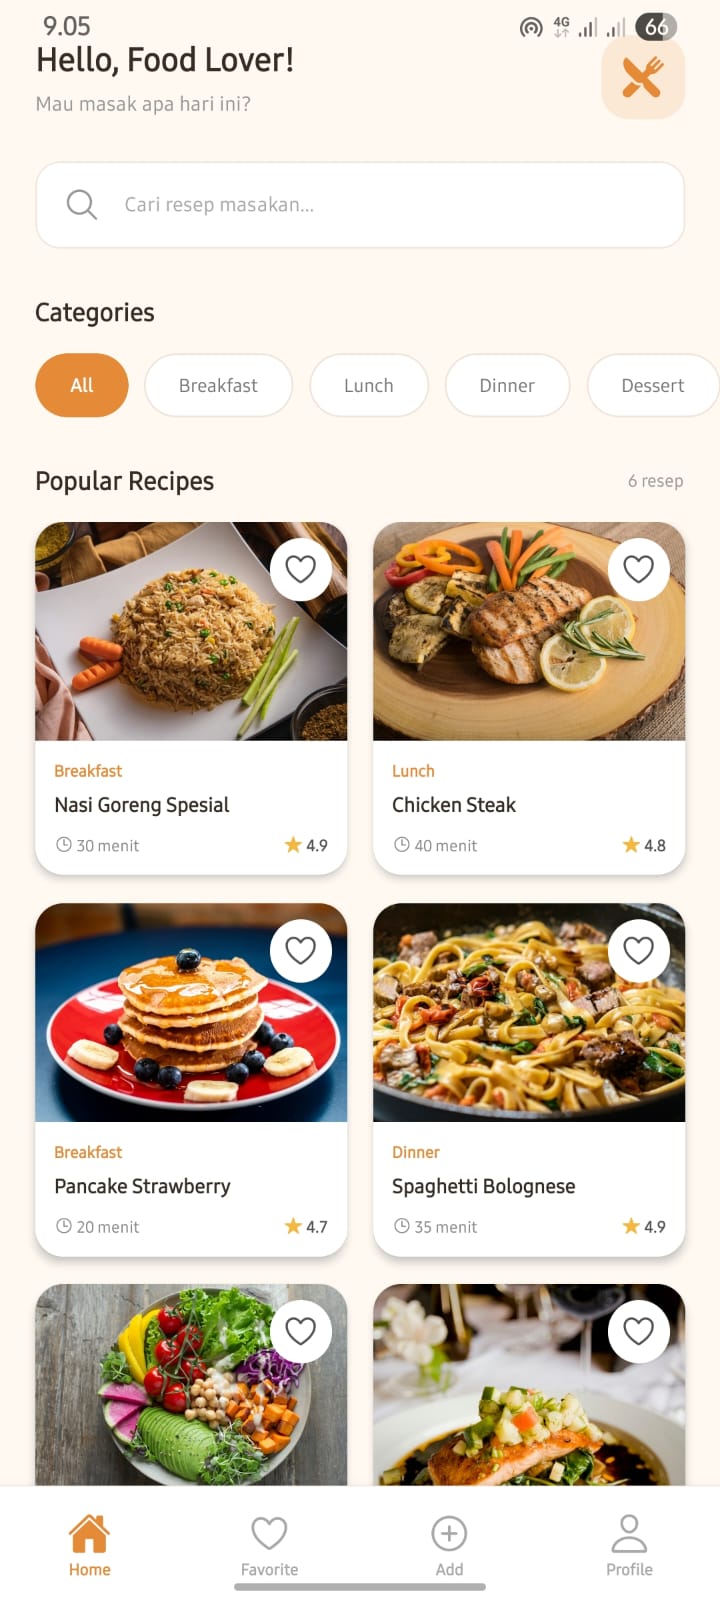 9.05
4G
66
Hello, Food Lover!
Mau masak apa hari ini?
Cari resep masakan...
Categories
All
Breakfast
Lunch
Dinner
Dessert
Popular Recipes
6 resep
Breakfast
Nasi Goreng Spesial
30 menit
4.9
Lunch
Chicken Steak
40 menit
4.8
Breakfast
Pancake Strawberry
20 menit
4.7
Dinner
Spaghetti Bolognese
35 menit
4.9
Home
Favorite
Add
Profile